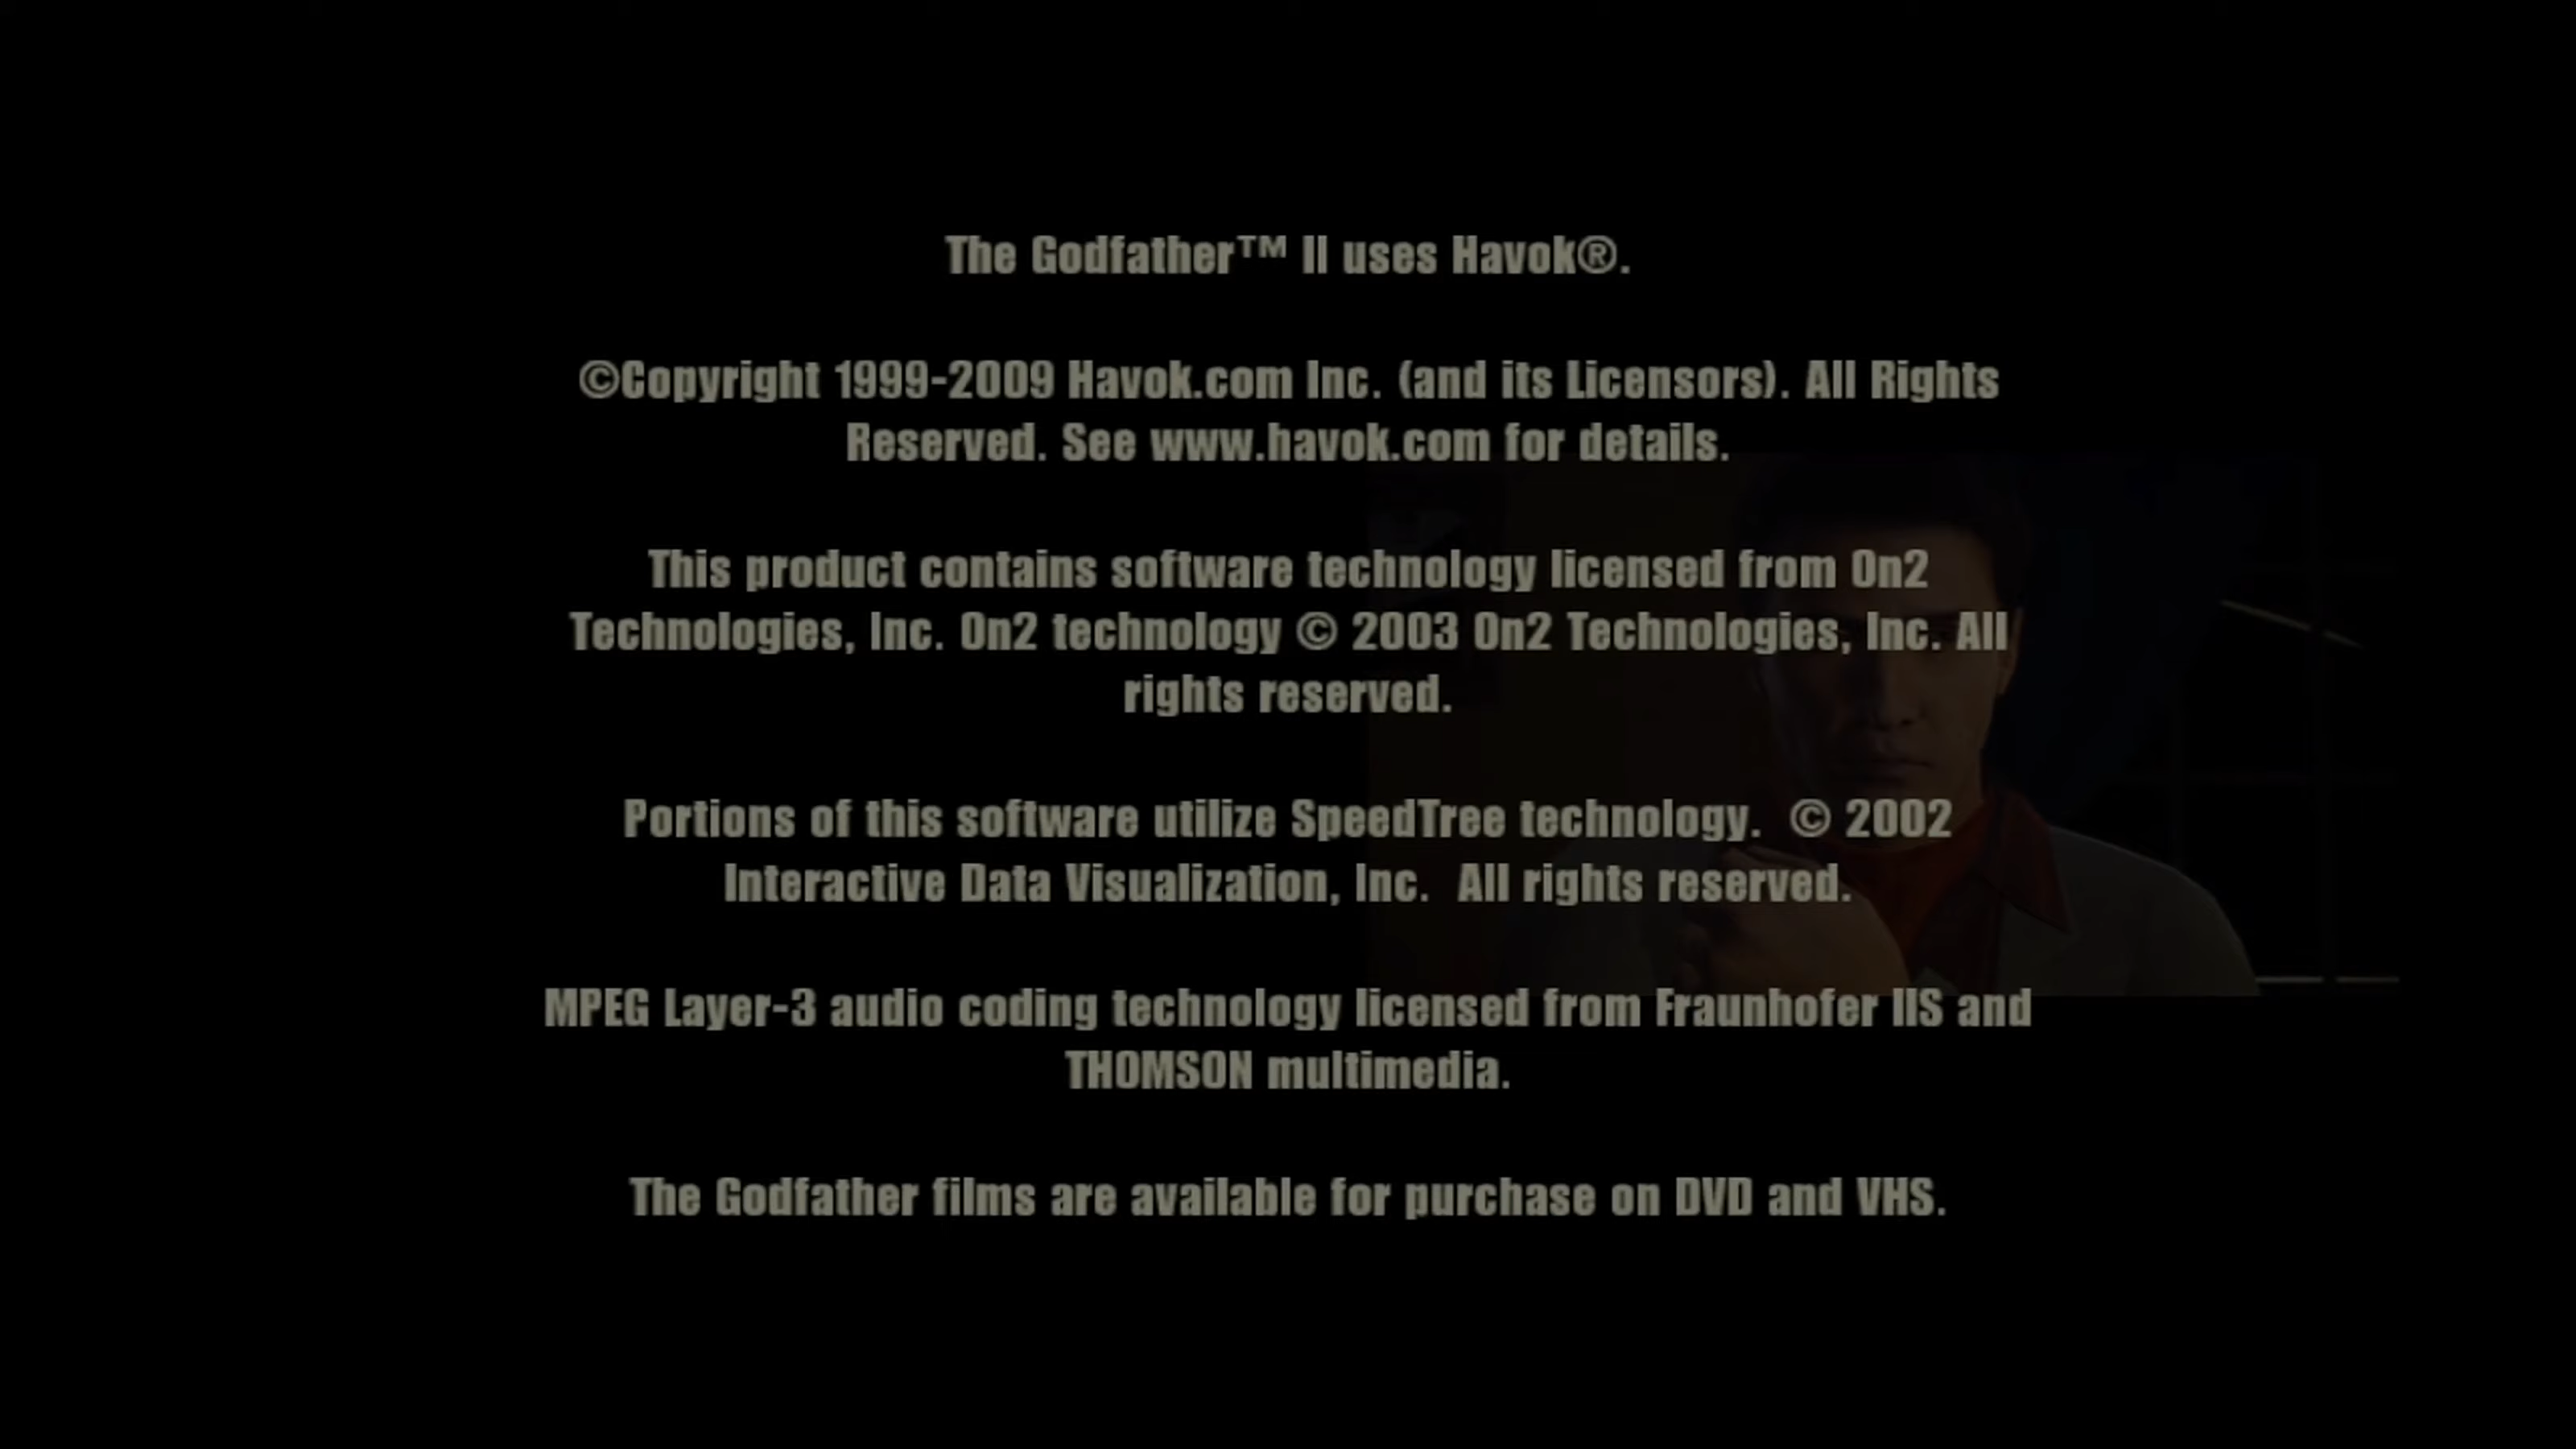 The Godfather™ II uses Havok®.
©Copyright 1999-2009 Havok.com Inc. (and its Licensors). All Rights
Reserved. See www.havok.com for details.
This product contains software technology licensed from On2
Technologies, Inc. On2 technology © 2003 On2 Technologies, Inc. All
rights reserved.
Portions of this software utilize SpeedTree technology.  © 2002
Interactive Data Visualization, Inc.  All rights reserved.
MPEG Layer-3 audio coding technology licensed from Fraunhofer IIS and
THOMSON multimedia.
The Godfather films are available for purchase on DVD and VHS.